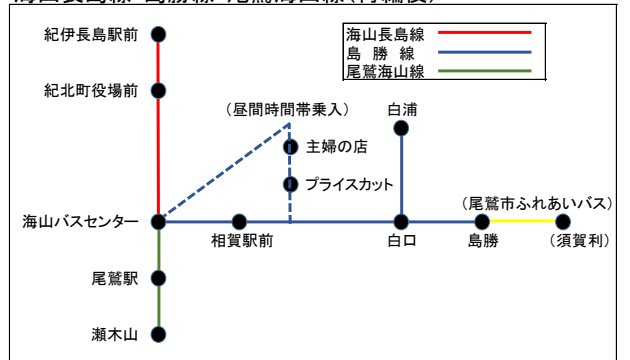 海山長島線・島勝線・尾鷲海山線(再編後)
紀伊長島駅前
海山長島線
島 勝 線
尾鷲海山線
紀北町役場前
(昼間時間帯乗入)
白浦
主婦の店
プライスカット
(尾鷲市ふれあいバス)
海山バスセンター
相賀駅前
白口
島勝
(須賀利)
尾鷲駅
瀬木山